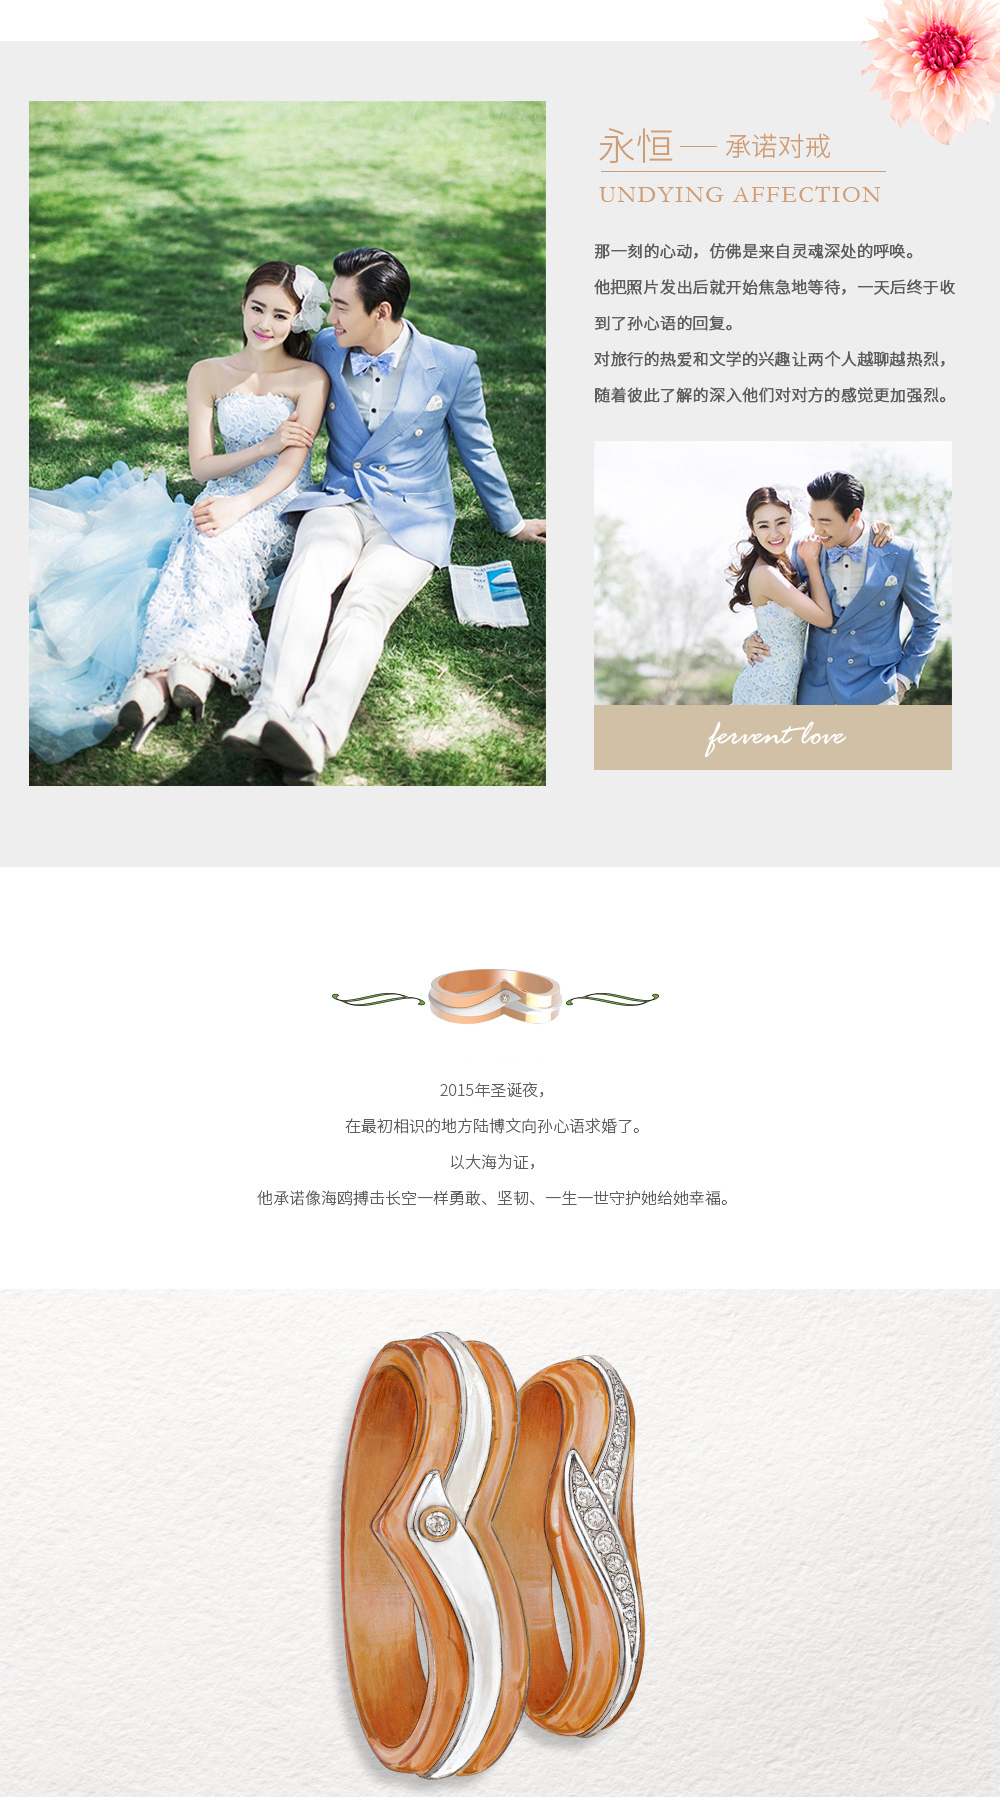 永恒 — 承诺对戒
UNDYING AFFECTION
那一刻的心动，仿佛是来自灵魂深处的呼唤。
他把照片发出后就开始焦急地等待，一天后终于收
到了孙心语的回复。
对旅行的热爱和文学的兴趣让两个人越聊越热烈，
随着彼此了解的深入他们对对方的感觉更加强烈。
fervent love
2015年圣诞夜，
在最初相识的地方陆博文向孙心语求婚了。
以大海为证，
他承诺像海鸥搏击长空一样勇敢、坚韧、一生一世守护她给她幸福。